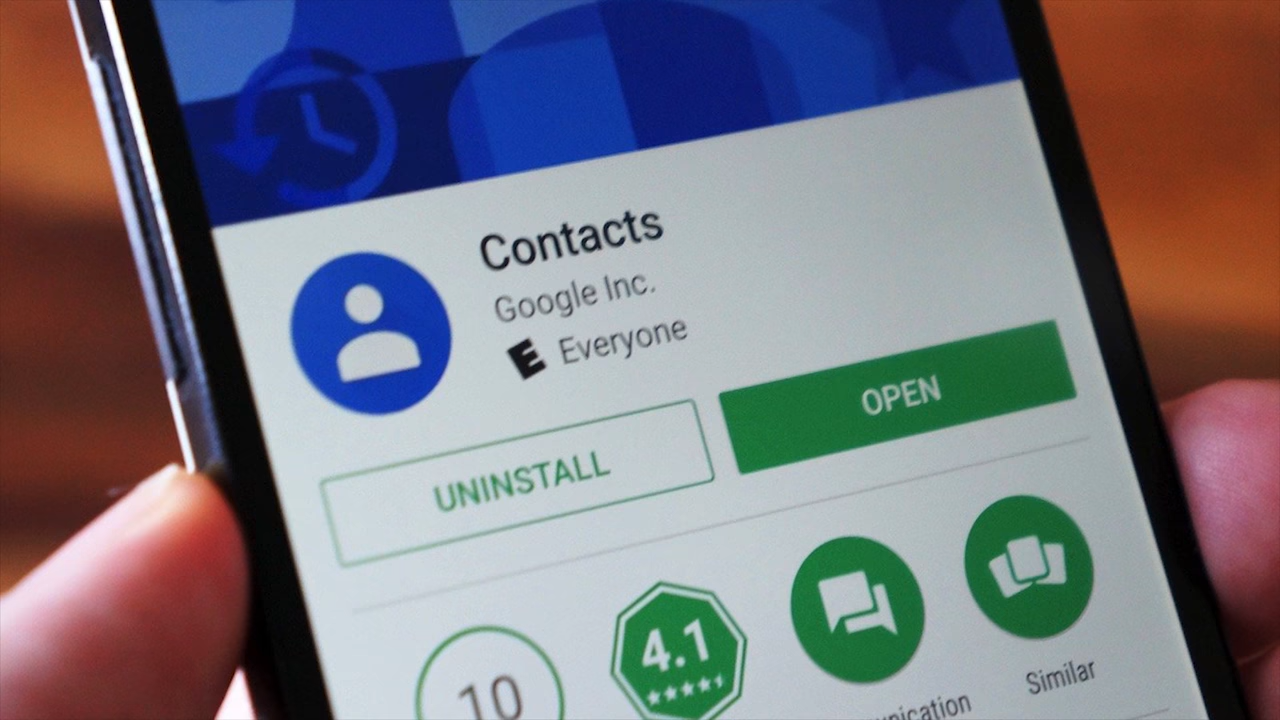 Contacts
Google Inc.
E Everyone
UNINSTALL
OPEN
10
4.1
Similar